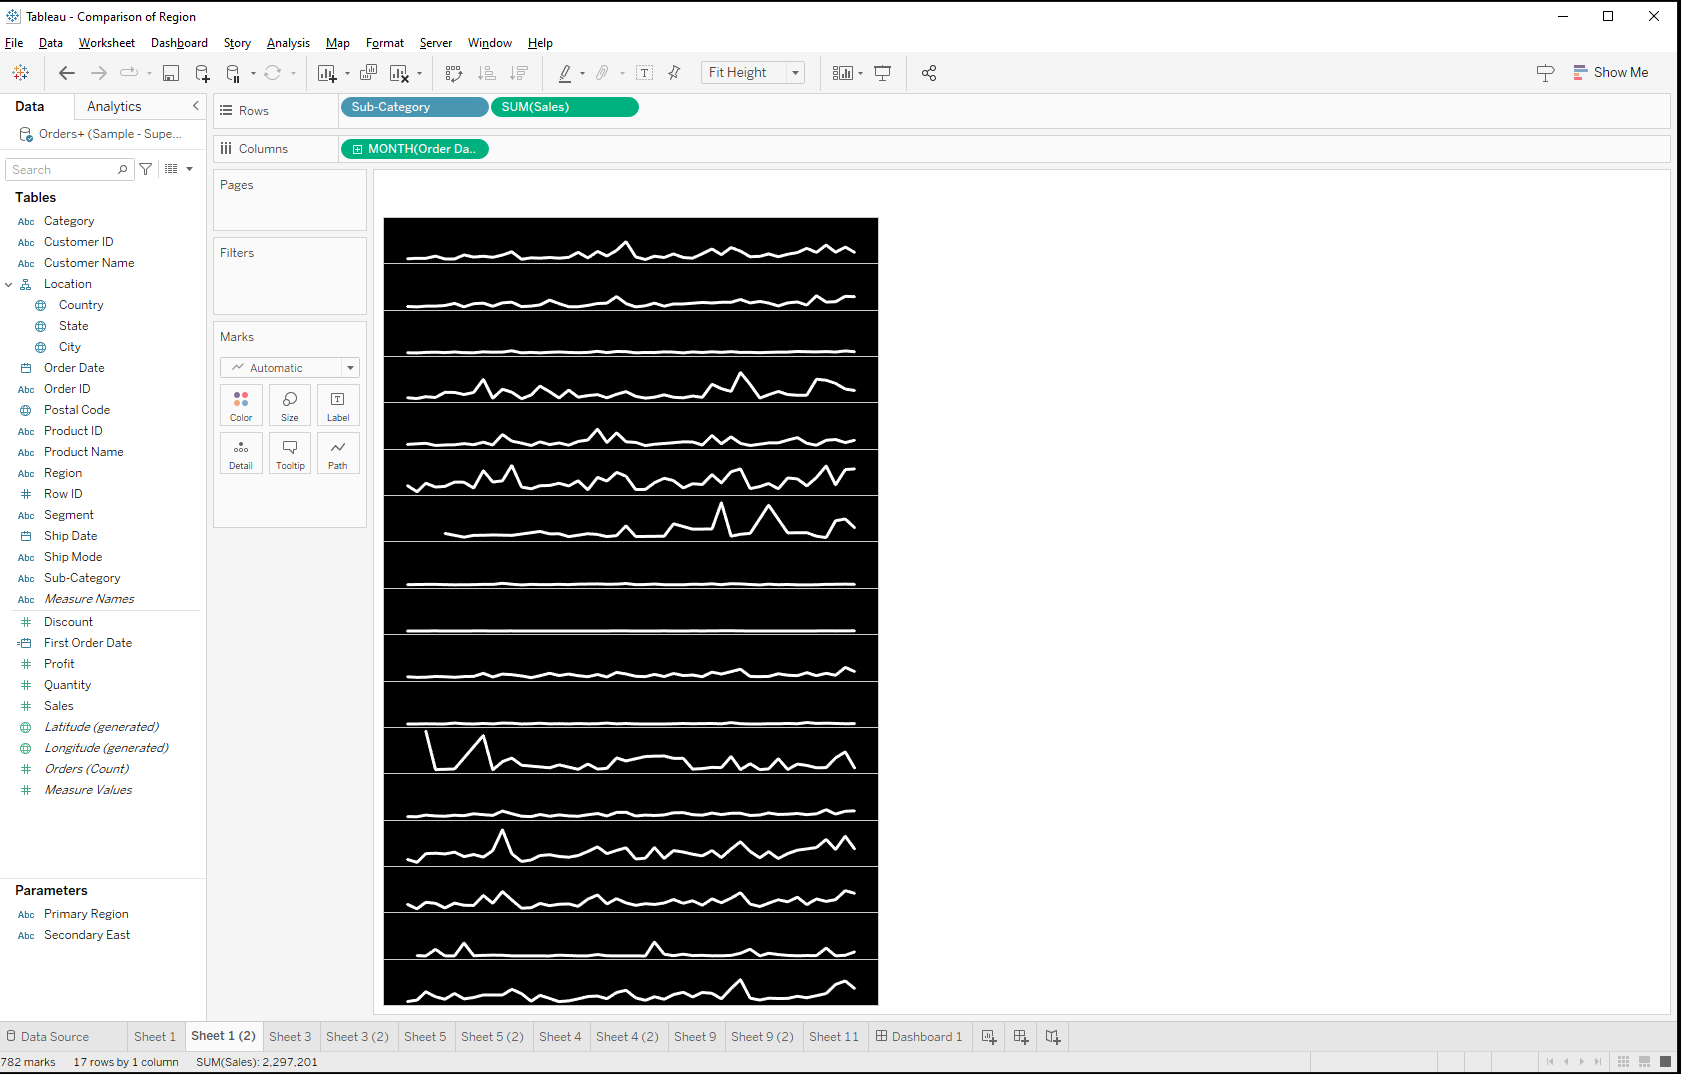 Tableau - Comparison of Region
File Data Worksheet Dashboard Story Analysis Map Format Server Window Help
Fit Height
Show Me
Data Analytics
Orders+ (Sample - Supe...
Search
Tables
Abc Category
Abc Customer ID
Abc Customer Name
Location
Country
State
City
Order Date
Abc Order ID
Postal Code
Abc Product ID
Abc Product Name
Abc Region
# Row ID
Abc Segment
Ship Date
Abc Ship Mode
Abc Sub-Category
Abc Measure Names
# Discount
First Order Date
# Profit
# Quantity
# Sales
Latitude (generated)
Longitude (generated)
# Orders (Count)
# Measure Values
Parameters
Abc Primary Region
Abc Secondary East
Rows Sub-Category SUM(Sales)
Columns MONTH(Order Da..
Pages
Filters
Marks
Automatic
Color Size Label
Detail Tooltip Path
Data Source Sheet 1 Sheet 1 (2) Sheet 3 Sheet 3 (2) Sheet 5 Sheet 5 (2) Sheet 4 Sheet 4 (2) Sheet 9 Sheet 9 (2) Sheet 11 Dashboard 1
782 marks 17 rows by 1 column SUM(Sales): 2,297,201